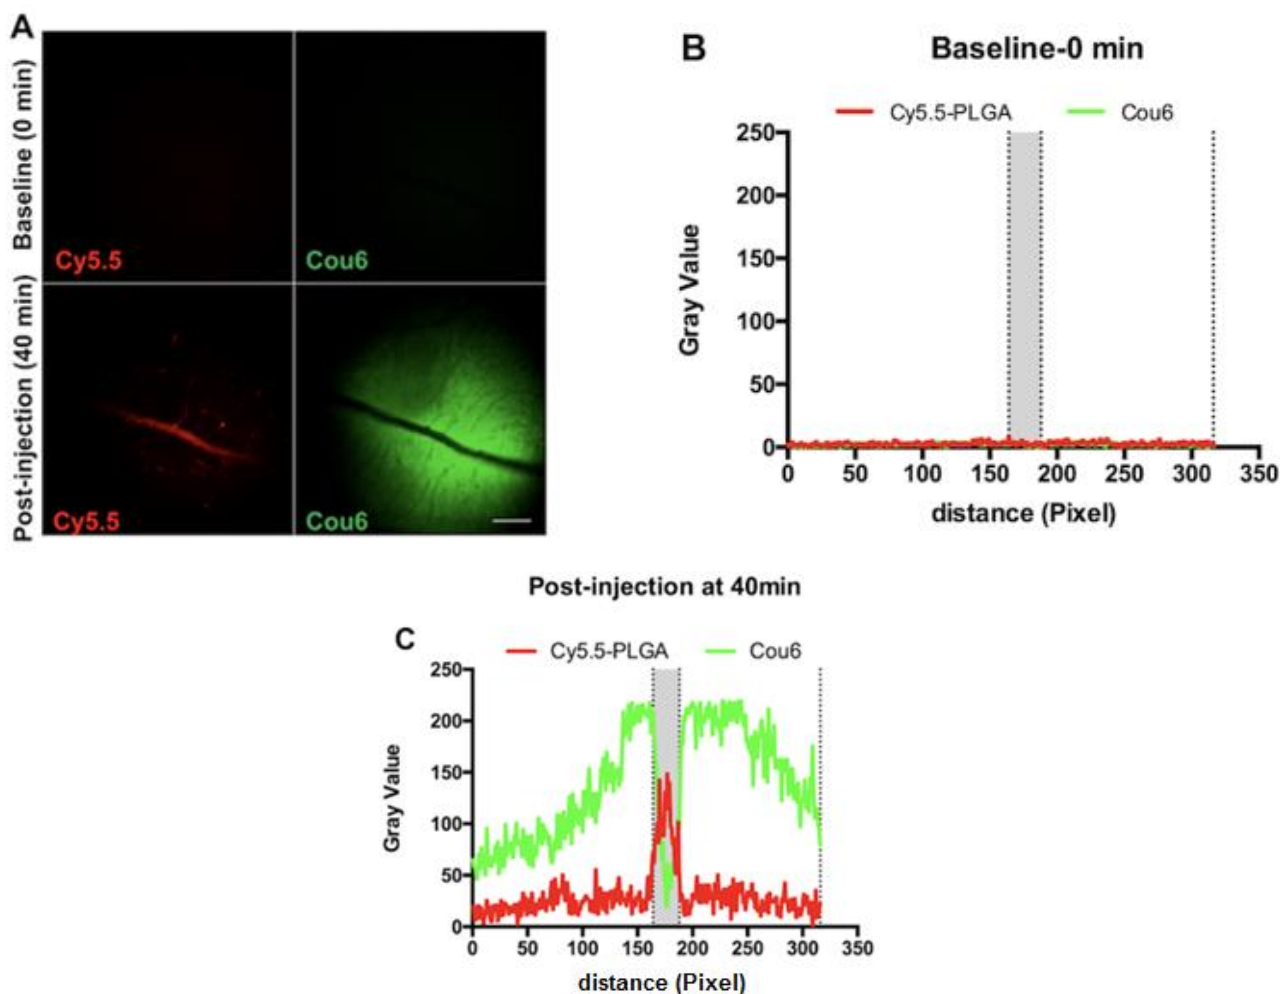 A
Baseline (0 min)
Cy5.5
Cou6
Post-injection (40 min)
Cy5.5
Cou6
B
Baseline-0 min
Cy5.5-PLGA
Cou6
Gray Value
250
200
150
100
50
0
0 50 100 150 200 250 300 350
distance (Pixel)
Post-injection at 40min
C
Cy5.5-PLGA
Cou6
Gray Value
250
200
150
100
50
0
0 50 100 150 200 250 300 350
distance (Pixel)